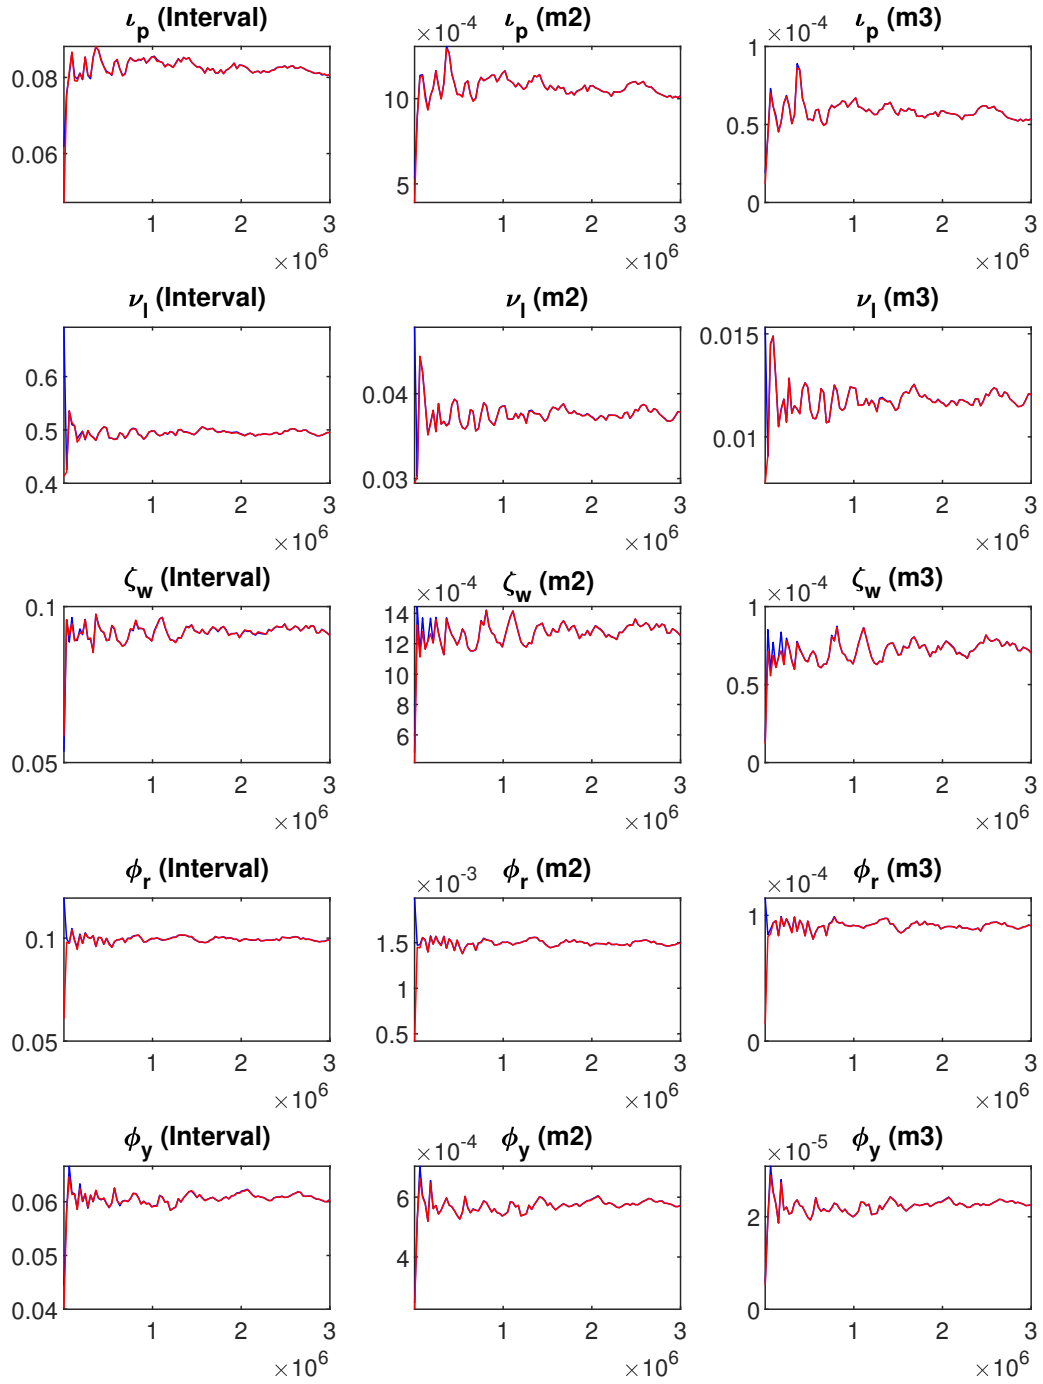 ι_p (Interval)
×10^-4 ι_p (m2)
×10^-4 ι_p (m3)
0.08
0.06
1 2 3
×10^6
10
5
1 2 3
×10^6
1
0.5
0
1 2 3
×10^6
ν_l (Interval)
ν_l (m2)
ν_l (m3)
0.6
0.5
0.4
1 2 3
×10^6
0.04
0.03
1 2 3
×10^6
0.015
0.01
1 2 3
×10^6
ζ_w (Interval)
×10^-4 ζ_w (m2)
×10^-4 ζ_w (m3)
0.1
0.05
1 2 3
×10^6
14
12
10
8
6
1 2 3
×10^6
1
0.5
0
1 2 3
×10^6
ϕ_r (Interval)
×10^-3 ϕ_r (m2)
×10^-4 ϕ_r (m3)
0.1
0.05
1 2 3
×10^6
1.5
1
0.5
1 2 3
×10^6
1
0
1 2 3
×10^6
ϕ_y (Interval)
×10^-4 ϕ_y (m2)
×10^-5 ϕ_y (m3)
0.06
0.05
0.04
1 2 3
×10^6
6
4
1 2 3
×10^6
2
0
1 2 3
×10^6